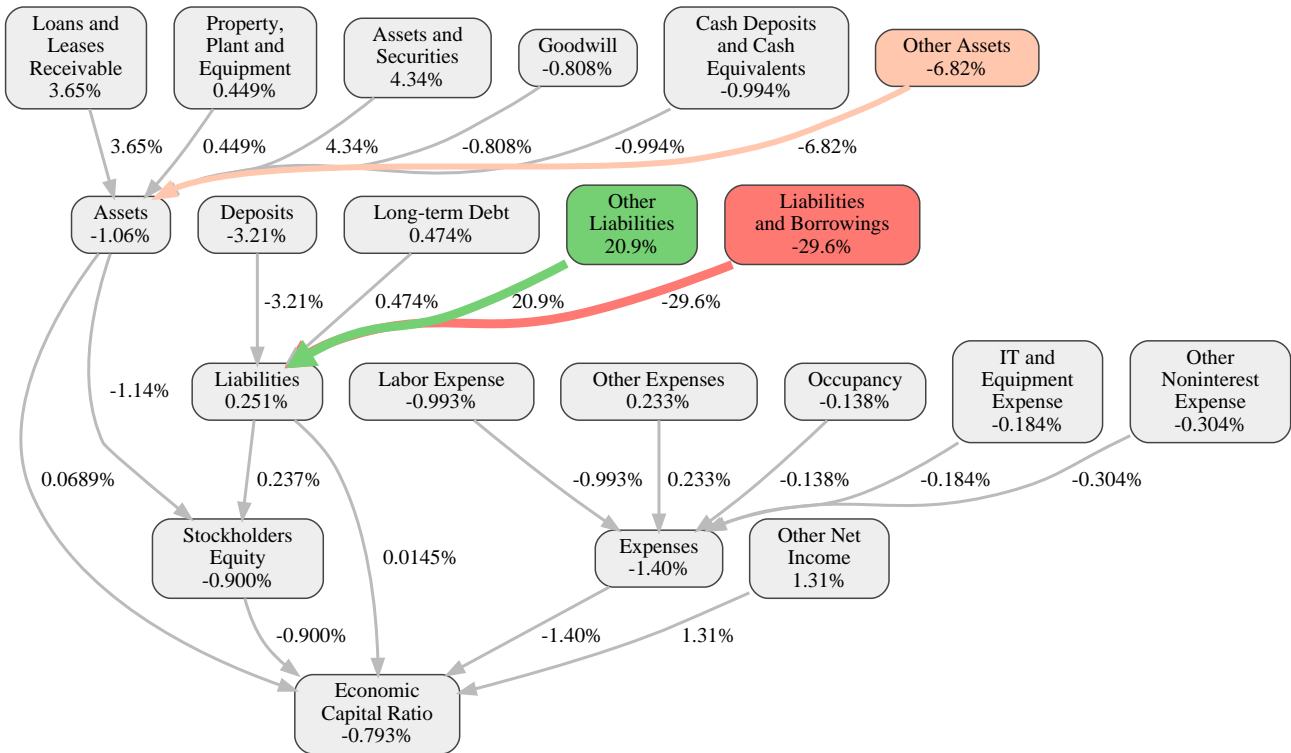 Loans and
Leases
Receivable
3.65%
Property,
Plant and
Equipment
0.449%
Assets and
Securities
4.34%
Goodwill
-0.808%
Cash Deposits
and Cash
Equivalents
-0.994%
Other Assets
-6.82%
3.65%
0.449%
4.34%
-0.808%
-0.994%
-6.82%
Assets
-1.06%
Deposits
-3.21%
Long-term Debt
0.474%
Other
Liabilities
20.9%
Liabilities
and Borrowings
-29.6%
-3.21%
0.474%
20.9%
-29.6%
Liabilities
0.251%
Labor Expense
-0.993%
Other Expenses
0.233%
Occupancy
-0.138%
IT and
Equipment
Expense
-0.184%
Other
Noninterest
Expense
-0.304%
-1.14%
0.0689%
0.237%
-0.993%
0.233%
-0.138%
-0.184%
-0.304%
Stockholders
Equity
-0.900%
0.0145%
Expenses
-1.40%
Other Net
Income
1.31%
-0.900%
-1.40%
1.31%
Economic
Capital Ratio
-0.793%